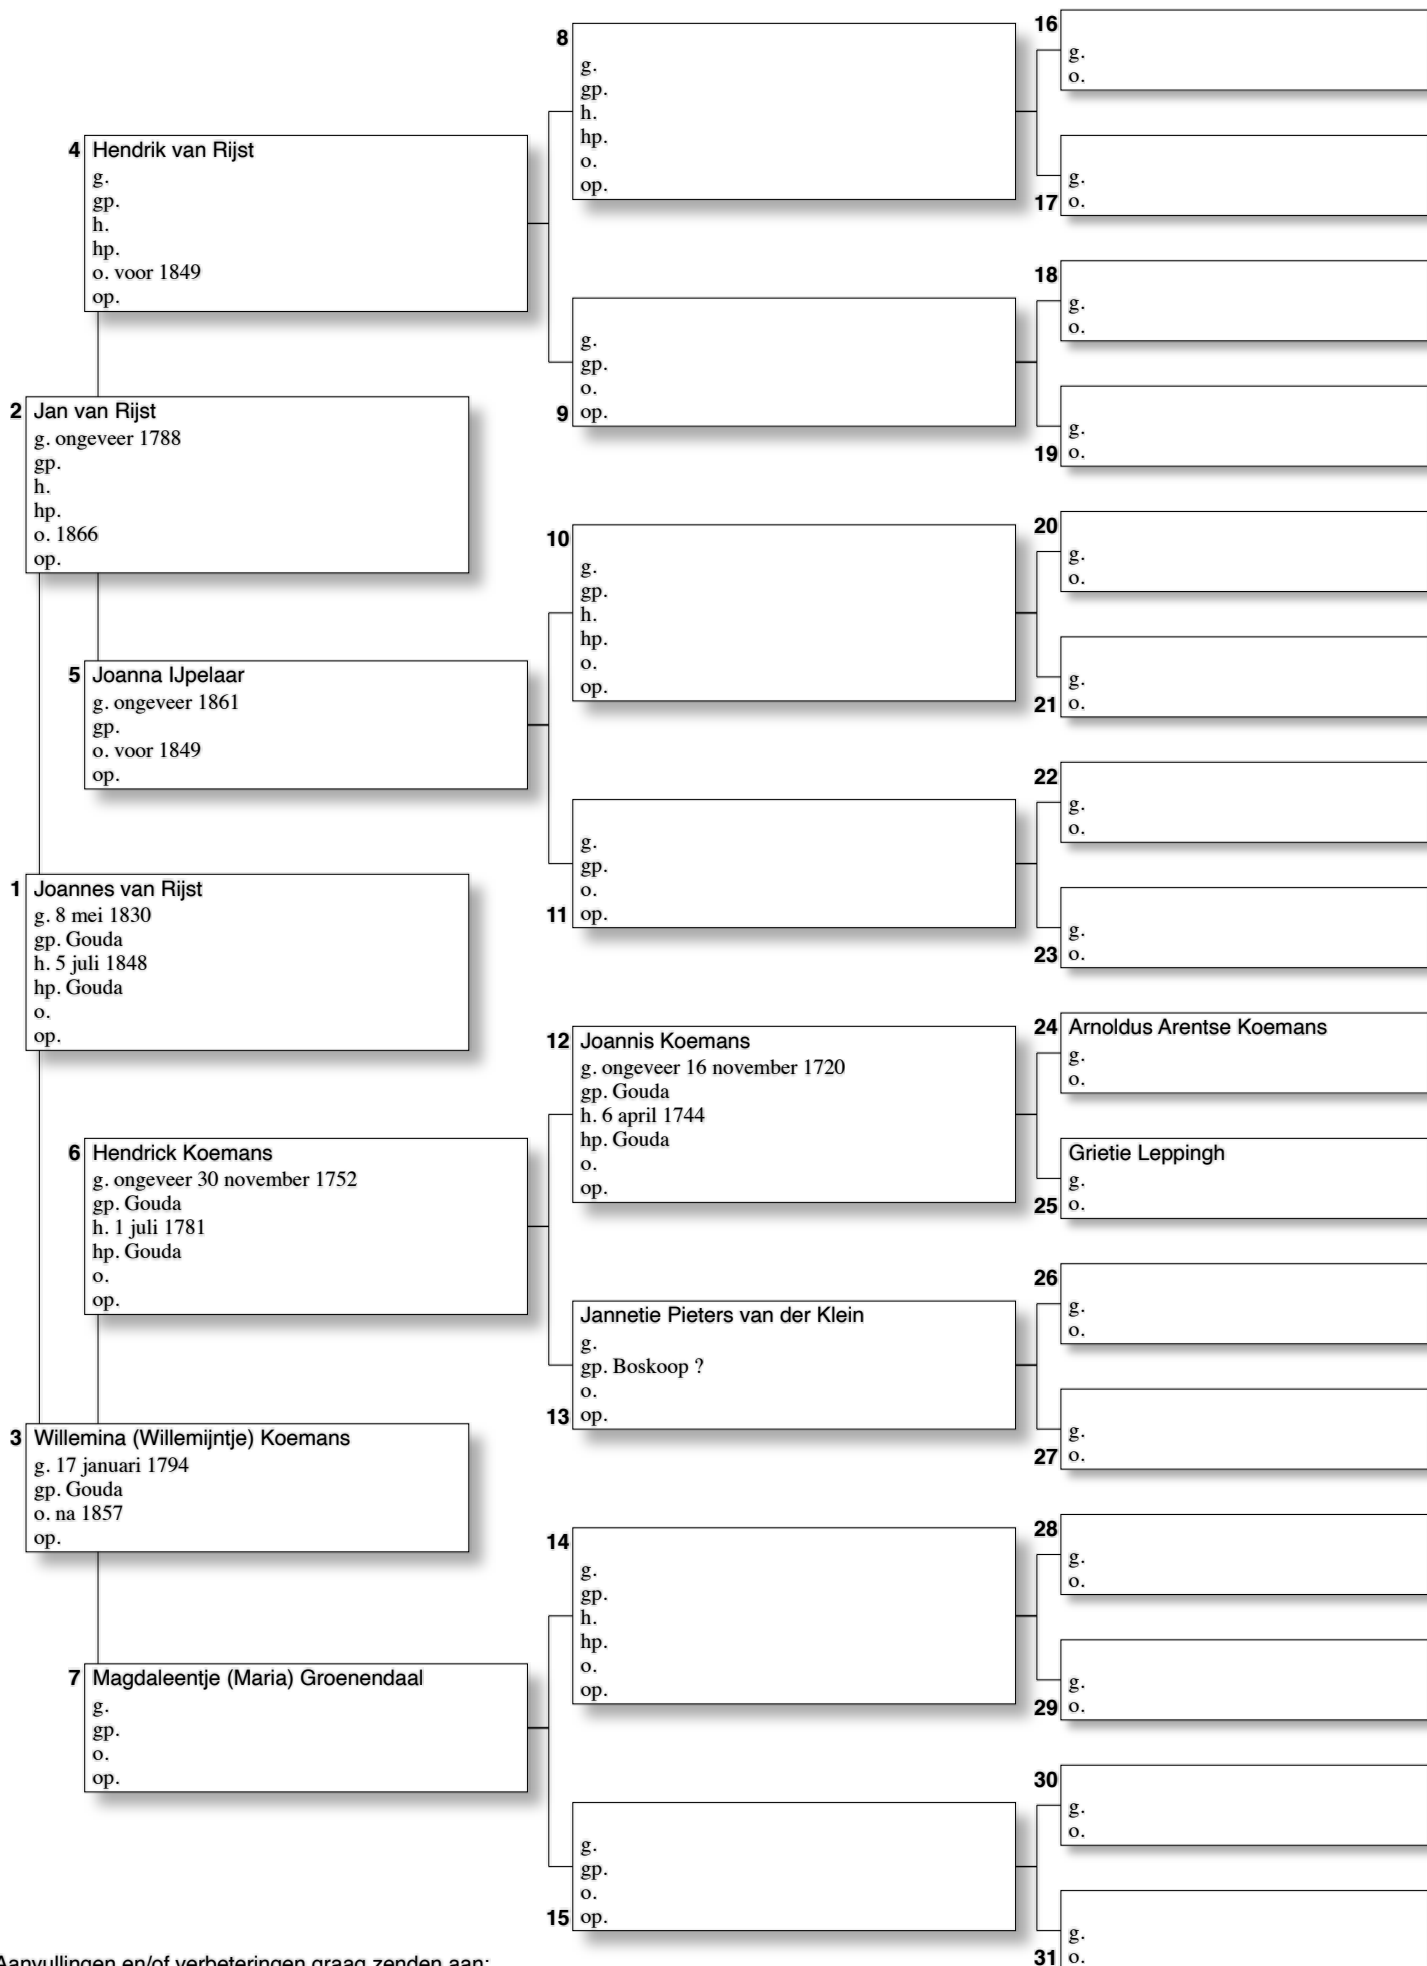 16
g.
o.
8
g.
gp.
h.
hp.
o.
op.
17
g.
o.
4 Hendrik van Rijst
g.
gp.
h.
hp.
o. voor 1849
op.
18
g.
o.
9
g.
gp.
o.
op.
19
g.
o.
2 Jan van Rijst
g. ongeveer 1788
gp.
h.
hp.
o. 1866
op.
20
g.
o.
10
g.
gp.
h.
hp.
o.
op.
21
g.
o.
5 Joanna IJpelaar
g. ongeveer 1861
gp.
o. voor 1849
op.
22
g.
o.
11
g.
gp.
o.
op.
23
g.
o.
1 Joannes van Rijst
g. 8 mei 1830
gp. Gouda
h. 5 juli 1848
hp. Gouda
o.
op.
24 Arnoldus Arentse Koemans
g.
o.
12 Joannis Koemans
g. ongeveer 16 november 1720
gp. Gouda
h. 6 april 1744
hp. Gouda
o.
op.
Grietie Leppingh
g.
25 o.
6 Hendrick Koemans
g. ongeveer 30 november 1752
gp. Gouda
h. 1 juli 1781
hp. Gouda
o.
op.
26
g.
o.
Jannetie Pieters van der Klein
g.
gp. Boskoop ?
o.
13 op.
g.
27 o.
3 Willemina (Willemijntje) Koemans
g. 17 januari 1794
gp. Gouda
o. na 1857
op.
28
g.
o.
14
g.
gp.
h.
hp.
o.
op.
g.
29 o.
7 Magdaleentje (Maria) Groenendaal
g.
gp.
o.
op.
30
g.
o.
g.
gp.
o.
15 op.
g.
31 o.
Aanvullingen en/of verbeteringen graag zenden aan: